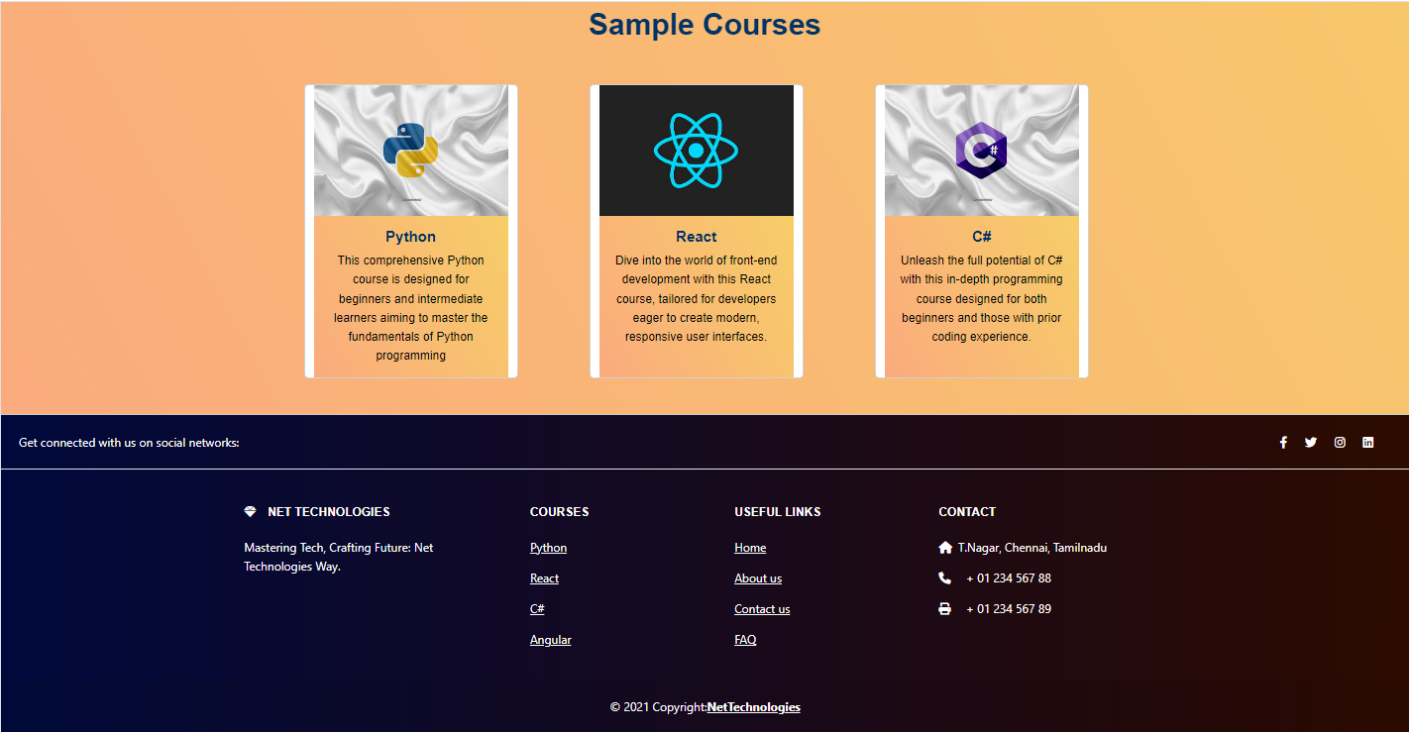 Sample Courses
Python
This comprehensive Python
course is designed for
beginners and intermediate
learners aiming to master the
fundamentals of Python
programming
React
Dive into the world of front-end
development with this React
course, tailored for developers
eager to create modern,
responsive user interfaces.
C#
Unleash the full potential of C#
with this in-depth programming
course designed for both
beginners and those with prior
coding experience.
Get connected with us on social networks:
NET TECHNOLOGIES
Mastering Tech, Crafting Future: Net
Technologies Way.
COURSES
Python
React
C#
Angular
USEFUL LINKS
Home
About us
Contact us
FAQ
CONTACT
T.Nagar, Chennai, Tamilnadu
+ 01 234 567 88
+ 01 234 567 89
© 2021 Copyright:NetTechnologies